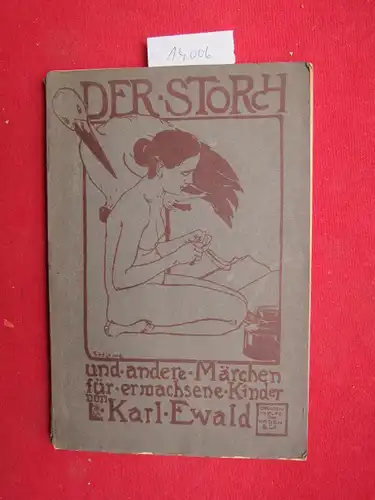 14.006
DER·STORCH
und·andere·Märchen
für·erwachsene·Kinder
von
Karl·Ewald